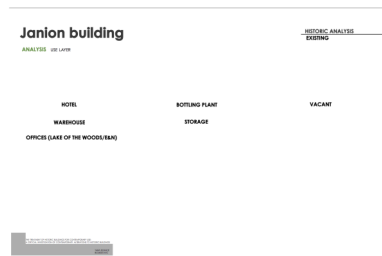 Janion building
HISTORIC ANALYSIS
EXISTING
ANALYSIS USE LAYER
HOTEL
BOTTLING PLANT
VACANT
WAREHOUSE
STORAGE
OFFICES (LAKE OF THE WOODS/E&N)